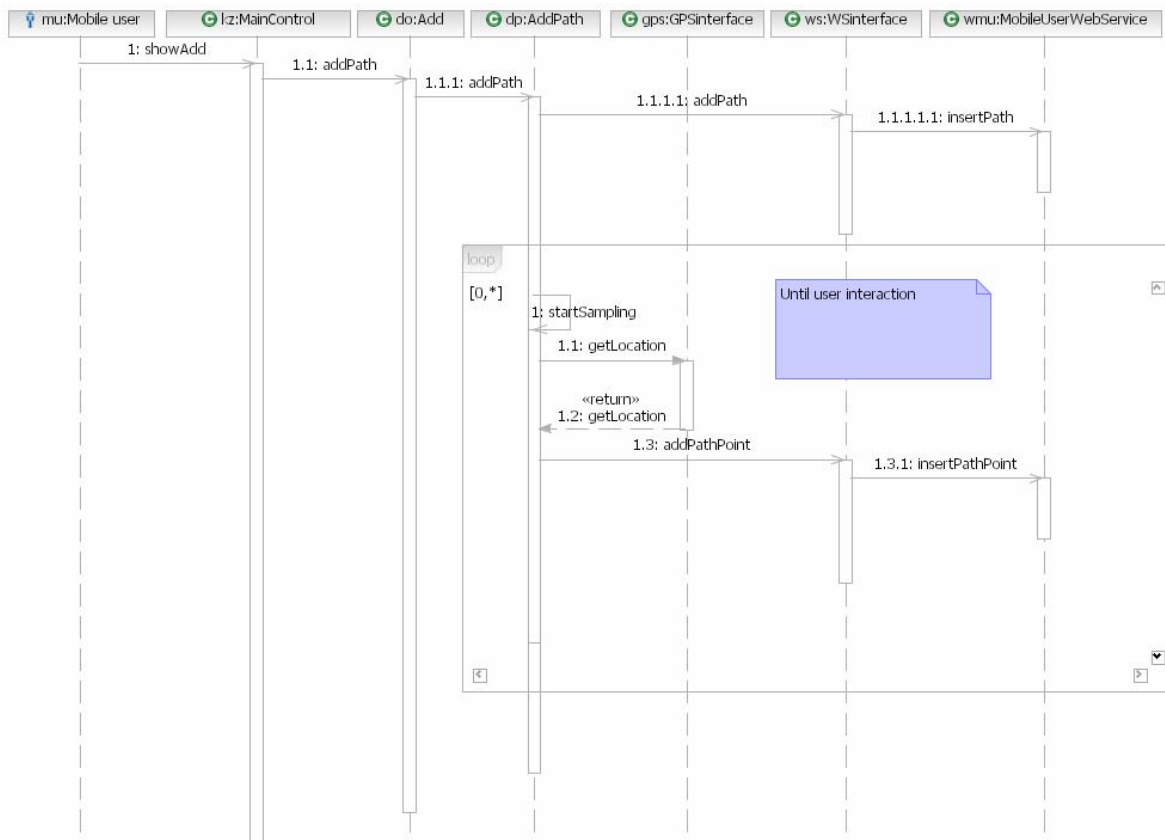 mu:Mobile user
kz:MainControl
do:Add
dp:AddPath
gps:GPSinterface
ws:WSinterface
wmu:MobileUserWebService
1: showAdd
1.1: addPath
1.1.1: addPath
1.1.1.1: addPath
1.1.1.1.1: insertPath
loop
[0,*]
Until user interaction
1: startSampling
1.1: getLocation
«return»
1.2: getLocation
1.3: addPathPoint
1.3.1: insertPathPoint